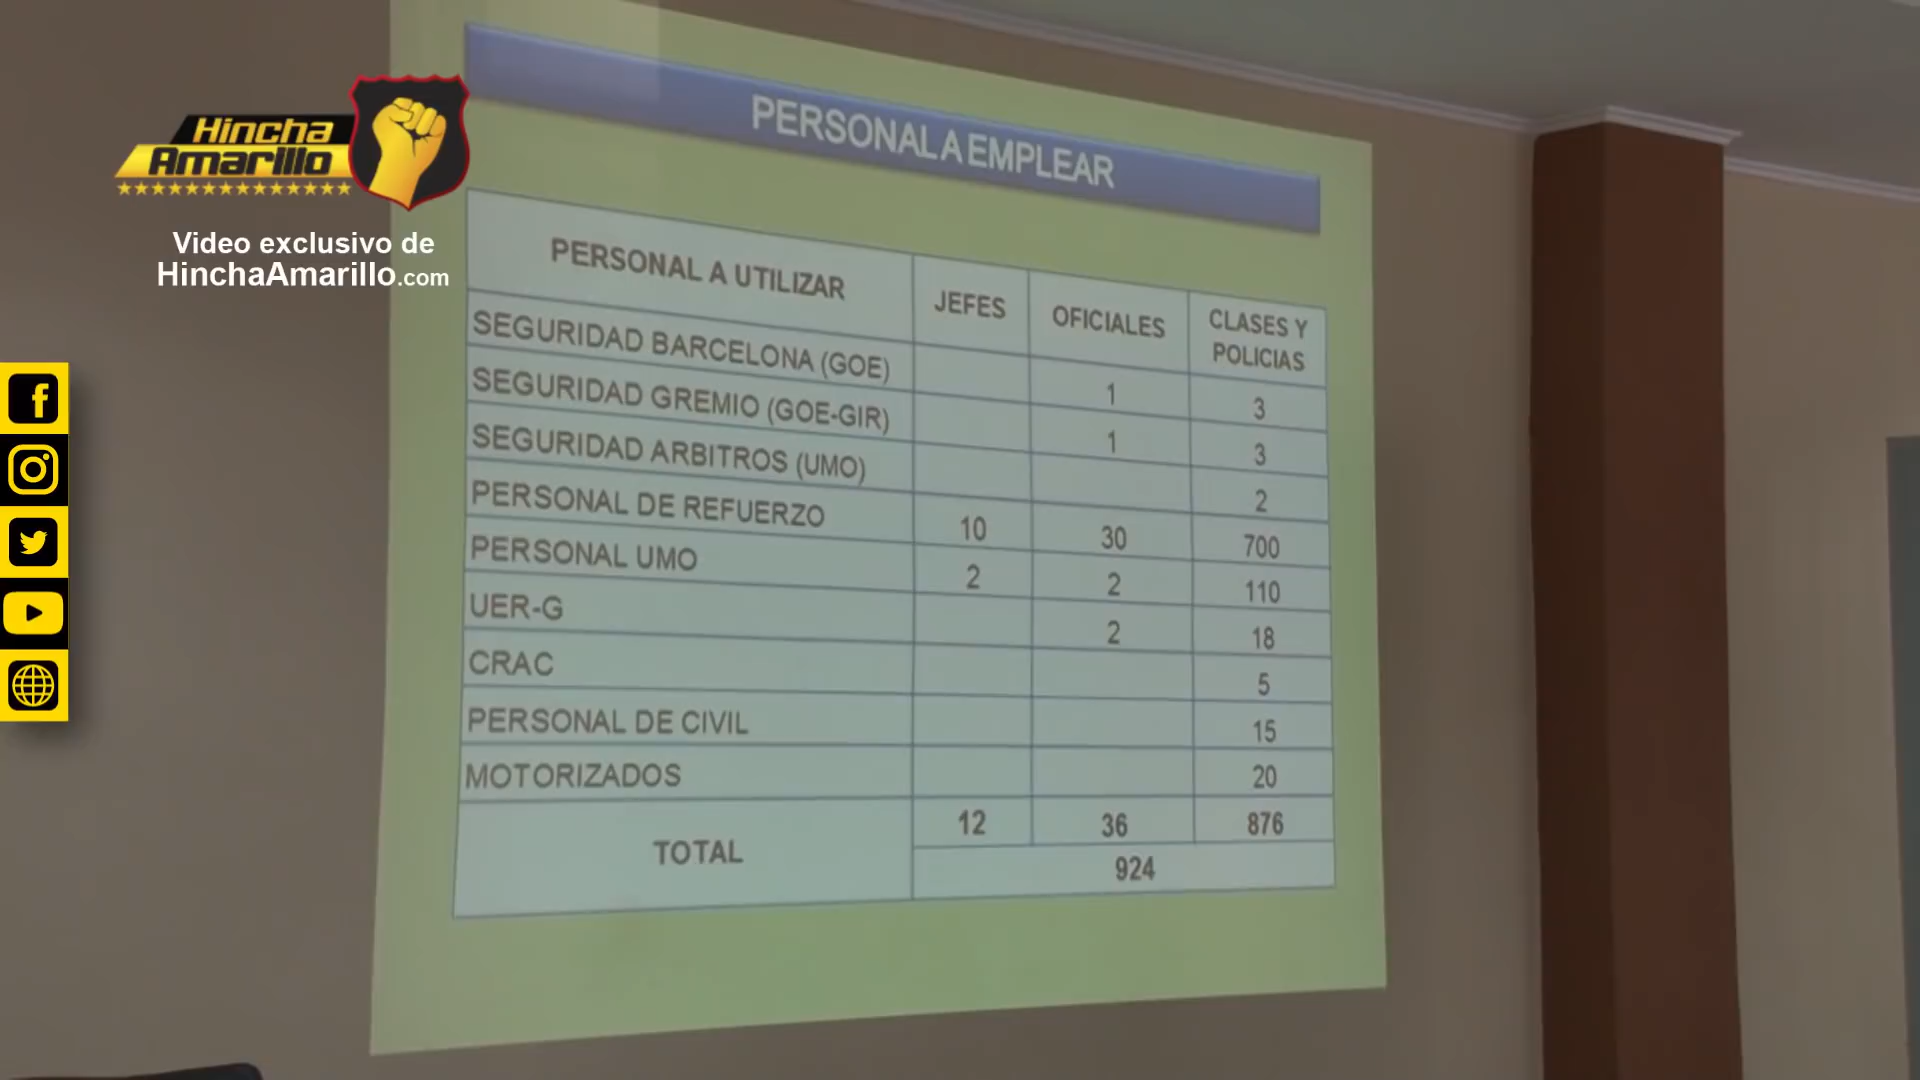 Hincha
Amarillo
Video exclusivo de
HinchaAmarillo.com
PERSONAL A EMPLEAR
PERSONAL A UTILIZAR JEFES OFICIALES CLASES Y POLICIAS
SEGURIDAD BARCELONA (GOE) 1 3
SEGURIDAD GREMIO (GOE-GIR) 1 3
SEGURIDAD ARBITROS (UMO) 2
PERSONAL DE REFUERZO 10 30 700
PERSONAL UMO 2 2 110
UER-G 2 18
CRAC 5
PERSONAL DE CIVIL 15
MOTORIZADOS 20
TOTAL 12 36 876
924